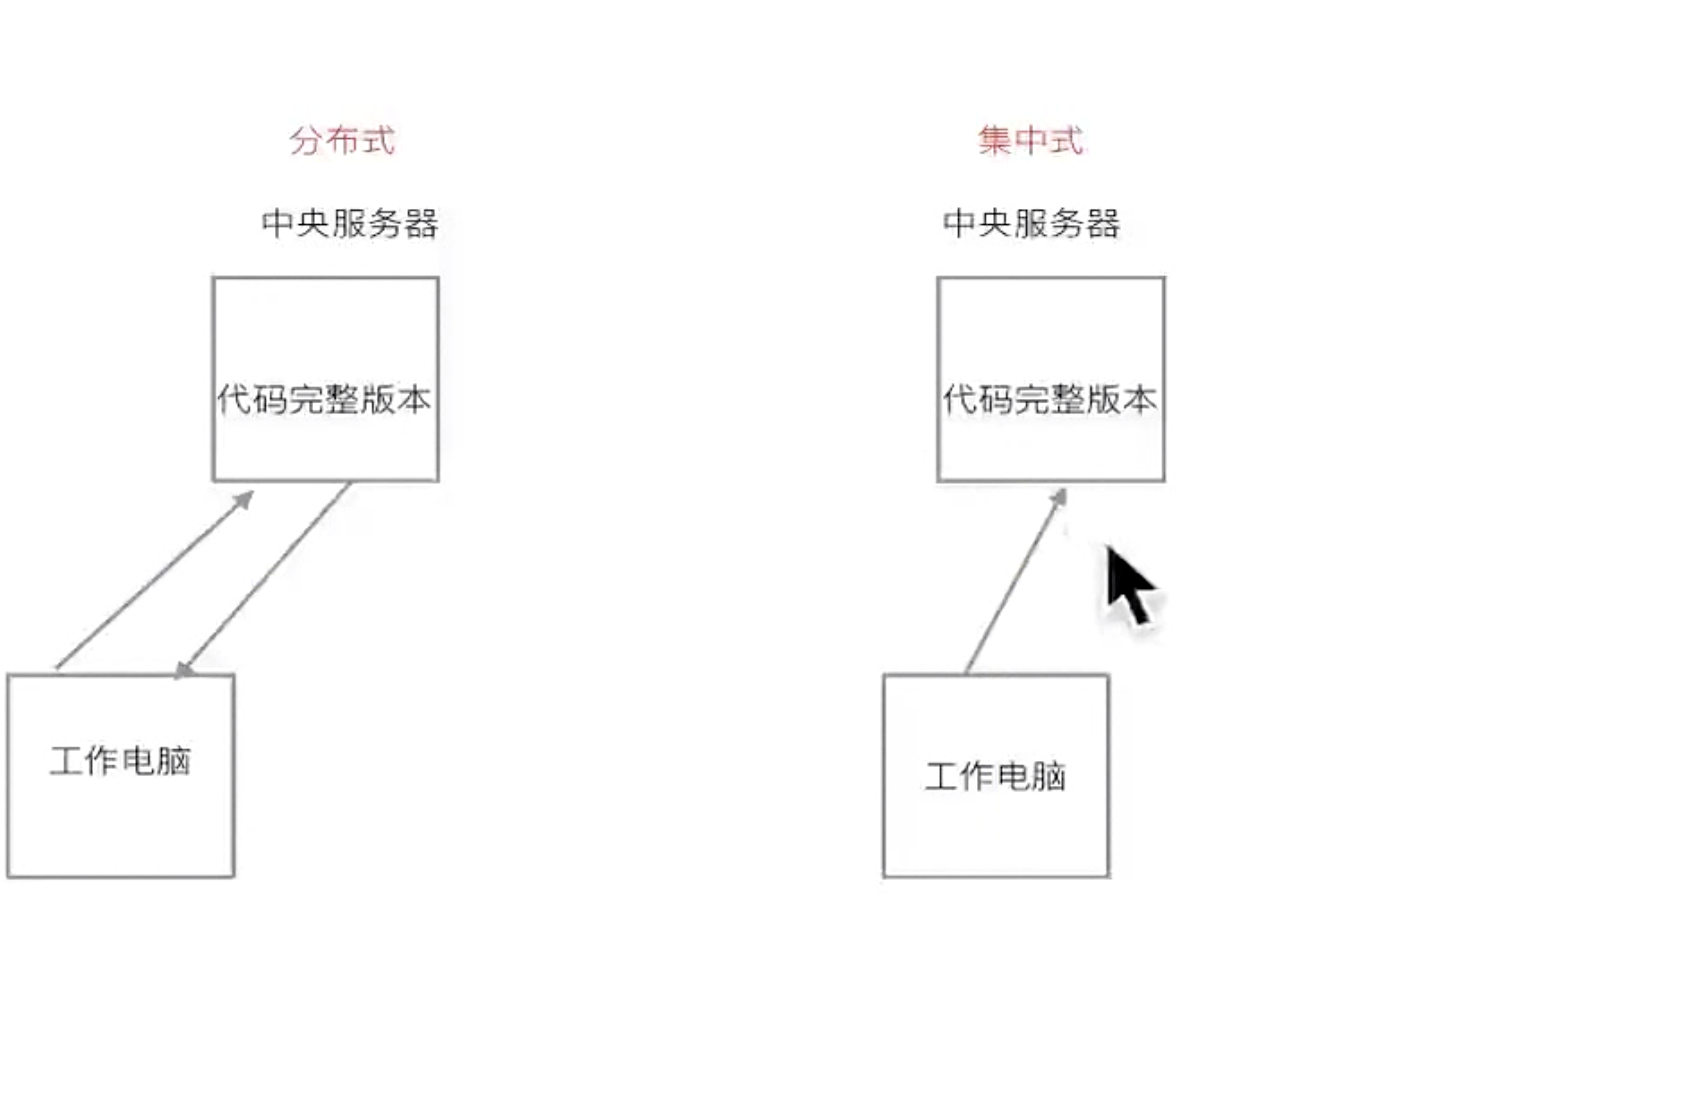 分布式
中央服务器
代码完整版本
工作电脑
集中式
中央服务器
代码完整版本
工作电脑